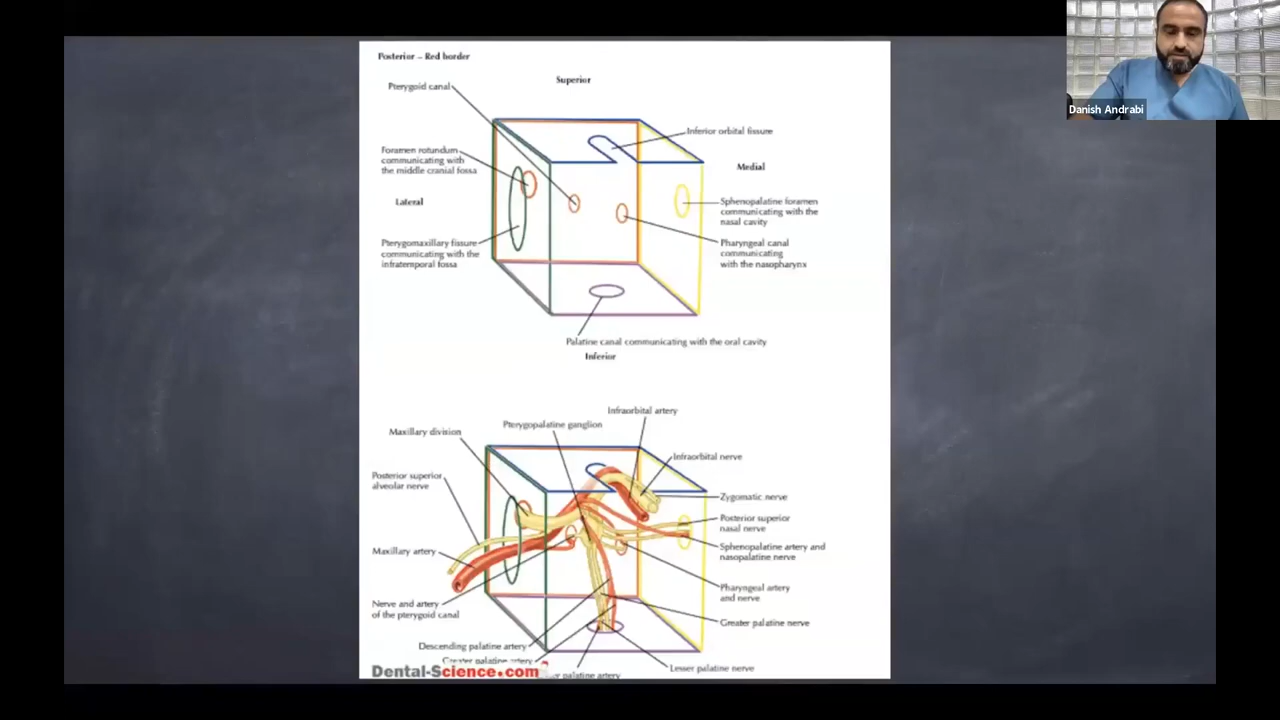 Danish Andrabi
Posterior – Red border
Superior
Pterygoid canal
Inferior orbital fissure
Foramen rotundum
communicating with
the middle cranial fossa
Medial
Lateral
Sphenopalatine foramen
communicating with the
nasal cavity
Pterygomaxillary fissure
communicating with the
infratemporal fossa
Pharyngeal canal
communicating
with the nasopharynx
Palatine canal communicating with the oral cavity
Inferior
Infraorbital artery
Pterygopalatine ganglion
Maxillary division
Infraorbital nerve
Posterior superior
alveolar nerve
Zygomatic nerve
Posterior superior
nasal nerve
Maxillary artery
Sphenopalatine artery and
nasopalatine nerve
Pharyngeal artery
and nerve
Nerve and artery
of the pterygoid canal
Greater palatine nerve
Descending palatine artery
Greater palatine artery
Lesser palatine nerve
Dental-Science.com
palatine artery